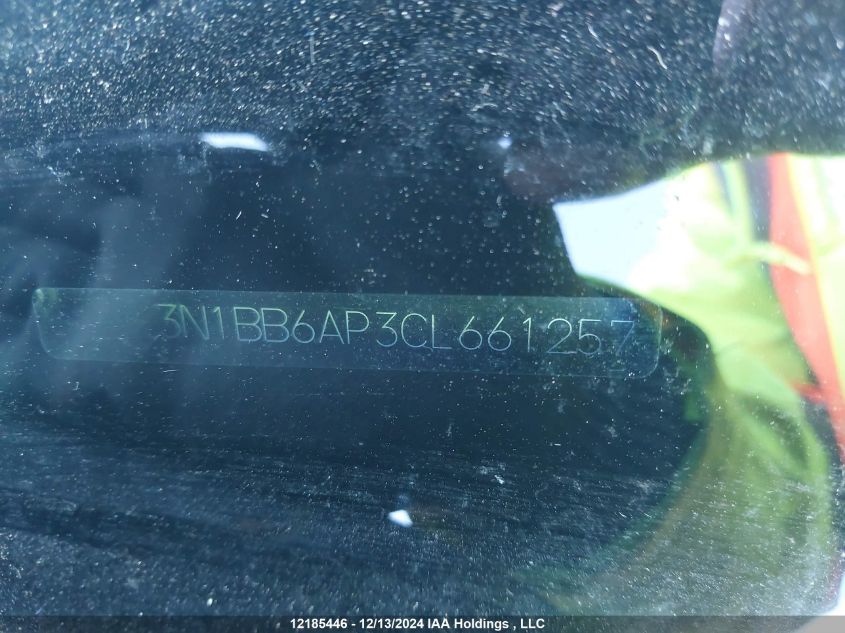 3N1BB6AP3CL661257
12185446 - 12/13/2024 IAA Holdings , LLC